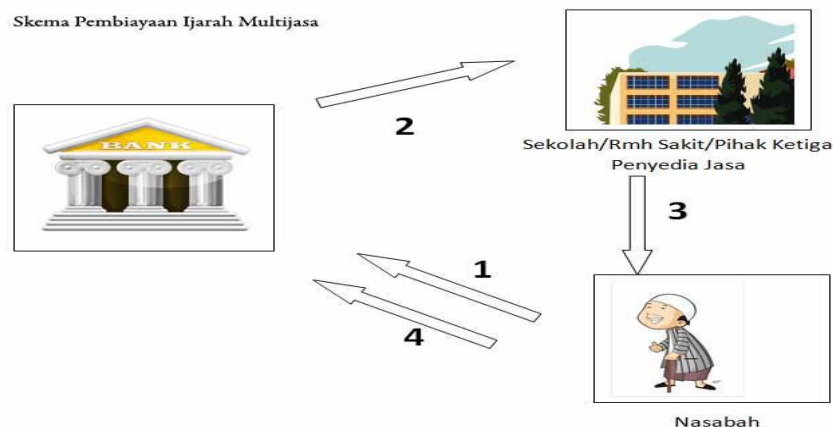 Skema Pembiayaan Ijarah Multijasa
BANK
2
Sekolah/Rmh Sakit/Pihak Ketiga
Penyedia Jasa
3
1
4
Nasabah